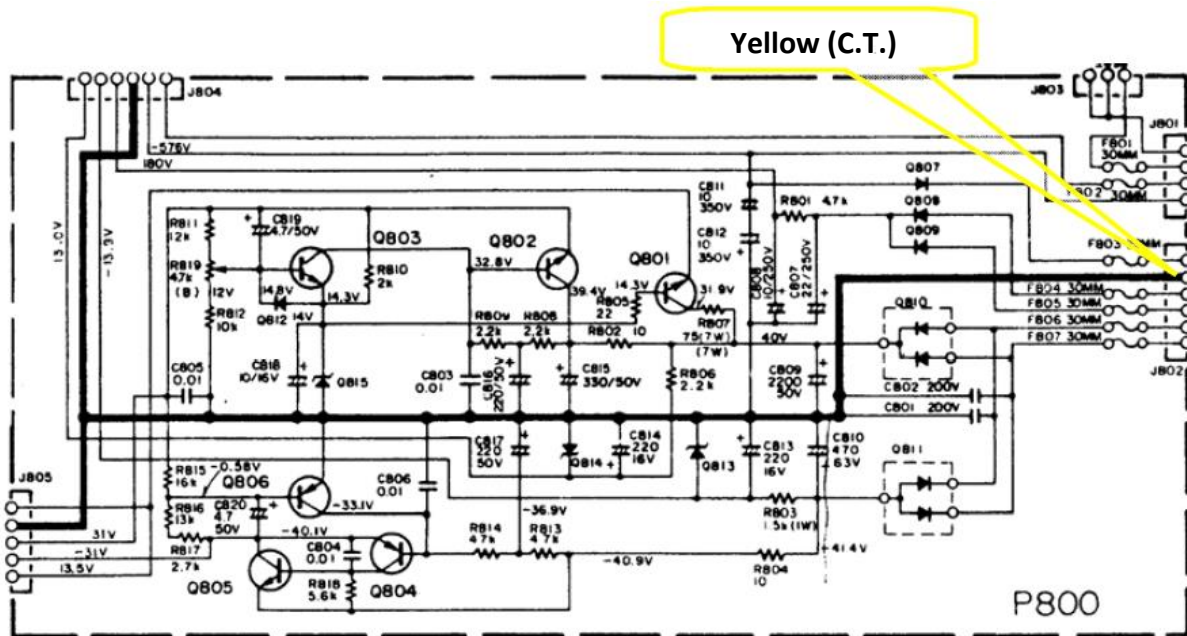 Yellow (C.T.)
J804
J803
J801
-576V
180V
F801
30MM
Q807
F802
30MM
C811
10
350V
R801 4.7k
Q808
Q809
C812
10
350V
F803 30MM
13.0V
-13.9V
R811
12k
C819
4.7/50V
Q803
R810
2k
Q802
32.8V
Q801
R819
47k
(B)
14.8V
12V
Q812
14V
14.3V
39.4V
14.3V
R805
22
31.9V
C808
10/250V
C807
22/250V
F804 30MM
F805 30MM
F806 30MM
F807 30MM
Q810
J802
R812
10k
R809
2.2k
R808
2.2k
R802 10
R807
75(7W)
(7W)
40V
C805
0.01
C818
10/16V
Q815
C803
0.01
C816
220/50V
C815
330/50V
R806
2.2k
C809
2200
50V
C802 200V
C801 200V
C817
220
50V
Q814
C814
220
16V
Q813
C813
220
16V
C810
470
63V
Q811
J805
R815
16k
-0.58V
Q806
C806
0.01
-33.1V
R816
13k
C820
4.7
50V
-36.9V
R803
1.5k(1W)
31V
-31V
13.5V
R817
2.7k
-40.1V
C804
0.01
R814
47k
R813
4.7k
-40.9V
R804
10
-41.4V
Q805
R818
5.6k
Q804
P800